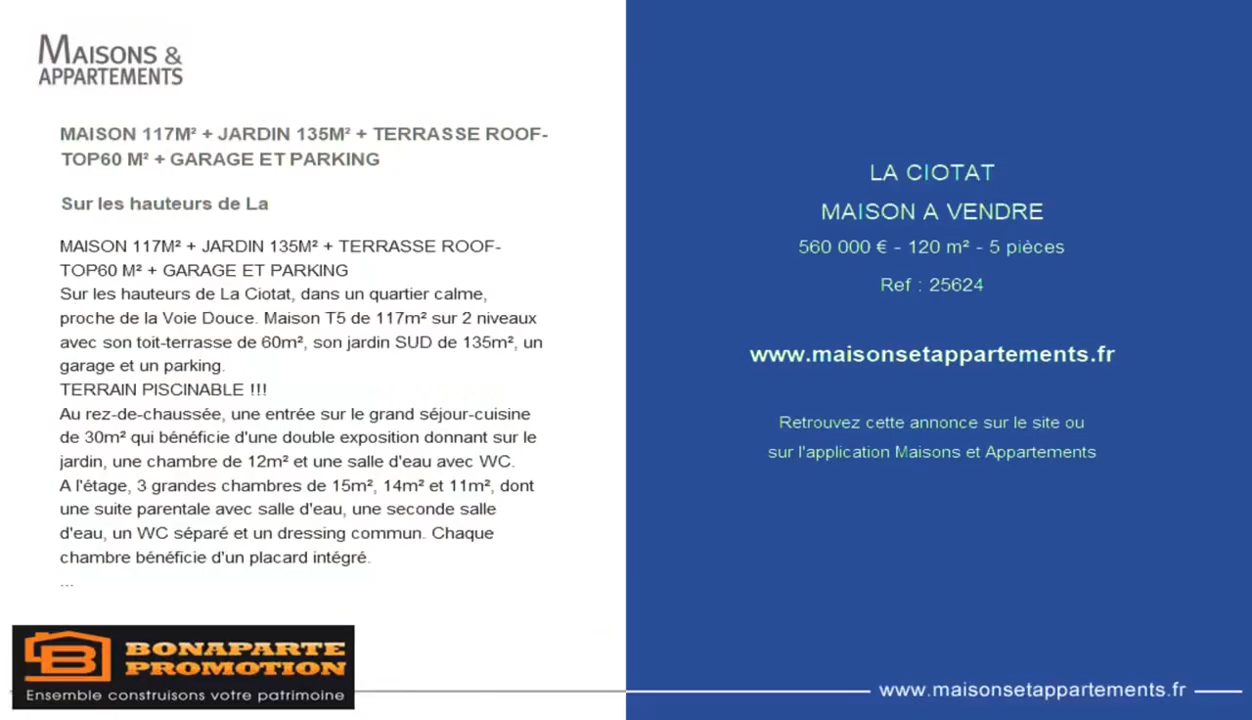 MAISONS &
APPARTEMENTS
MAISON 117M² + JARDIN 135M² + TERRASSE ROOF-
TOP60 M² + GARAGE ET PARKING
Sur les hauteurs de La
MAISON 117M² + JARDIN 135M² + TERRASSE ROOF-
TOP60 M² + GARAGE ET PARKING
Sur les hauteurs de La Ciotat, dans un quartier calme,
proche de la Voie Douce. Maison T5 de 117m² sur 2 niveaux
avec son toit-terrasse de 60m², son jardin SUD de 135m², un
garage et un parking.
TERRAIN PISCINABLE !!!
Au rez-de-chaussée, une entrée sur le grand séjour-cuisine
de 30m² qui bénéficie d'une double exposition donnant sur le
jardin, une chambre de 12m² et une salle d'eau avec WC.
A l'étage, 3 grandes chambres de 15m², 14m² et 11m², dont
une suite parentale avec salle d'eau, une seconde salle
d'eau, un WC séparé et un dressing commun. Chaque
chambre bénéficie d'un placard intégré.
...
B BONAPARTE
PROMOTION
Ensemble construisons votre patrimoine
LA CIOTAT
MAISON A VENDRE
560 000 € - 120 m² - 5 pièces
Ref : 25624
www.maisonsetappartements.fr
Retrouvez cette annonce sur le site ou
sur l'application Maisons et Appartements
www.maisonsetappartements.fr